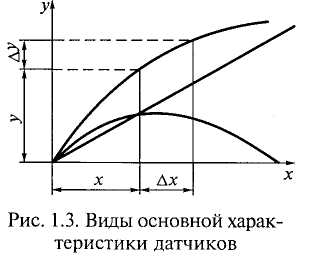 y
Δy
y
x
Δx
x
Рис. 1.3. Виды основной харак-
теристики датчиков